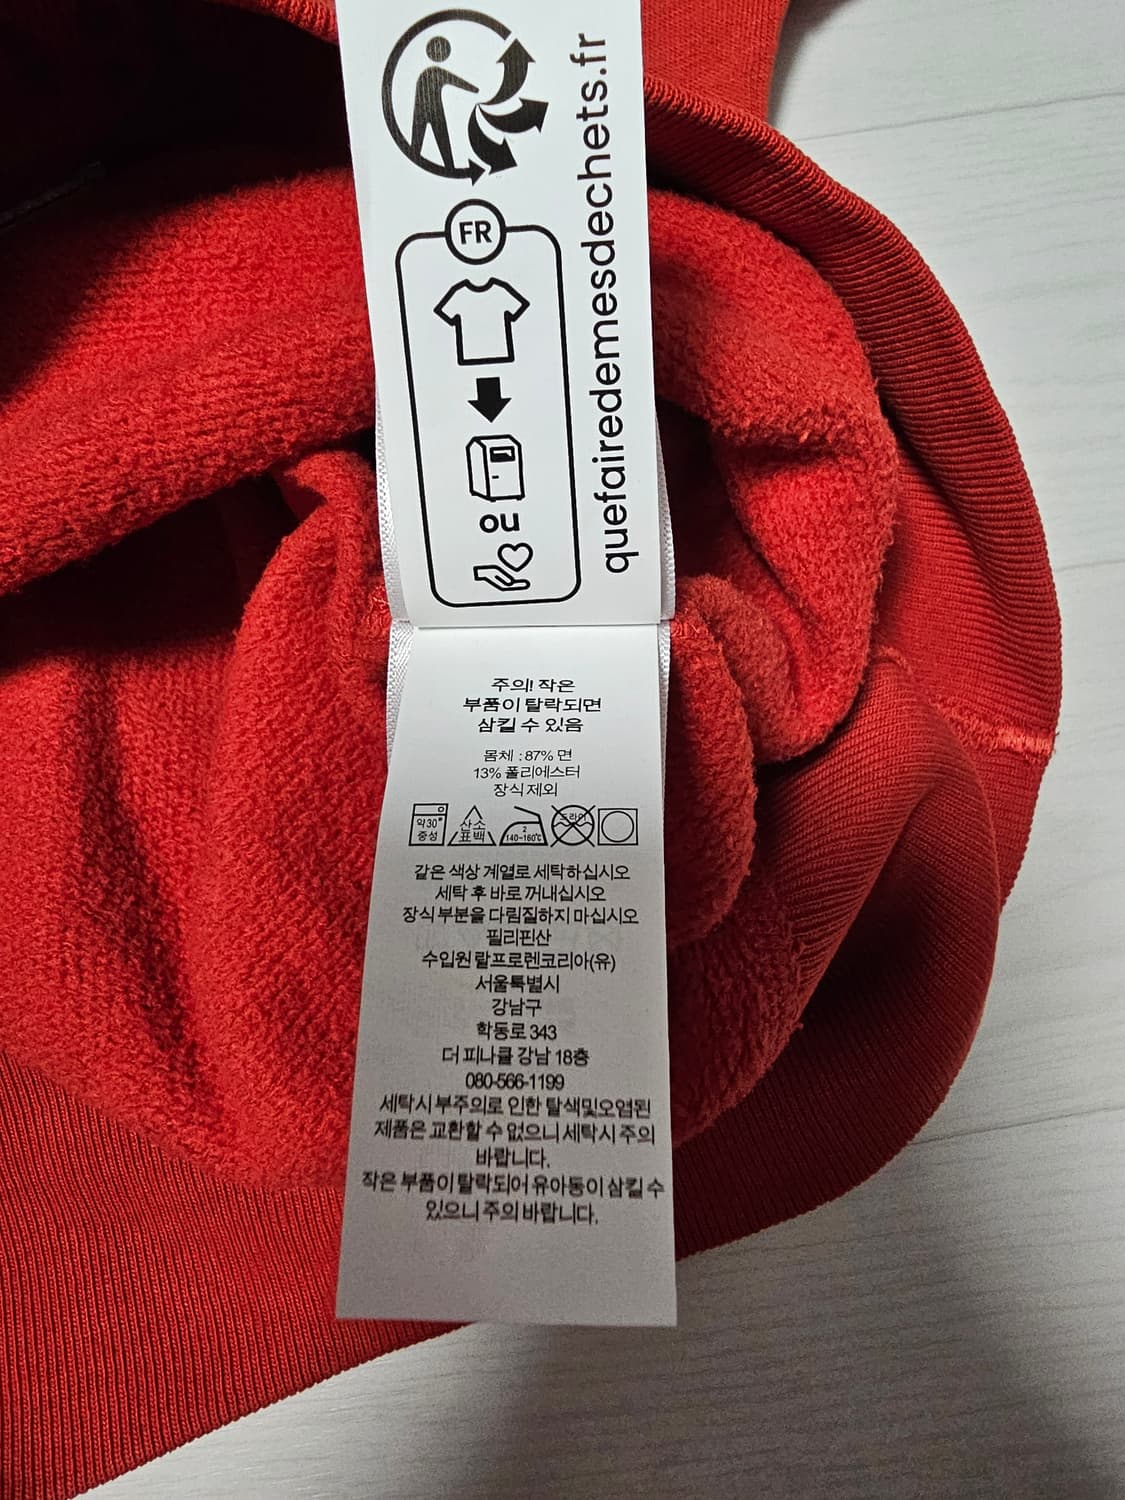 FR
OU
quefairedemesdechets.fr
주의! 작은
부품이 탈락되면
삼킬 수 있음
몸체 : 87% 면
13% 폴리에스터
장식 제외
약30°
중성
산소
표백
2
140~160℃
드라이
같은 색상 계열로 세탁하십시오
세탁 후 바로 꺼내십시오
장식 부분을 다림질하지 마십시오
필리핀산
수입원 랄프로렌코리아(유)
서울특별시
강남구
학동로 343
더 피나클 강남 18층
080-566-1199
세탁시 부주의로 인한 탈색및오염된
제품은 교환할 수 없으니 세탁시 주의
바랍니다.
작은 부품이 탈락되어 유아동이 삼킬 수
있으니 주의 바랍니다.